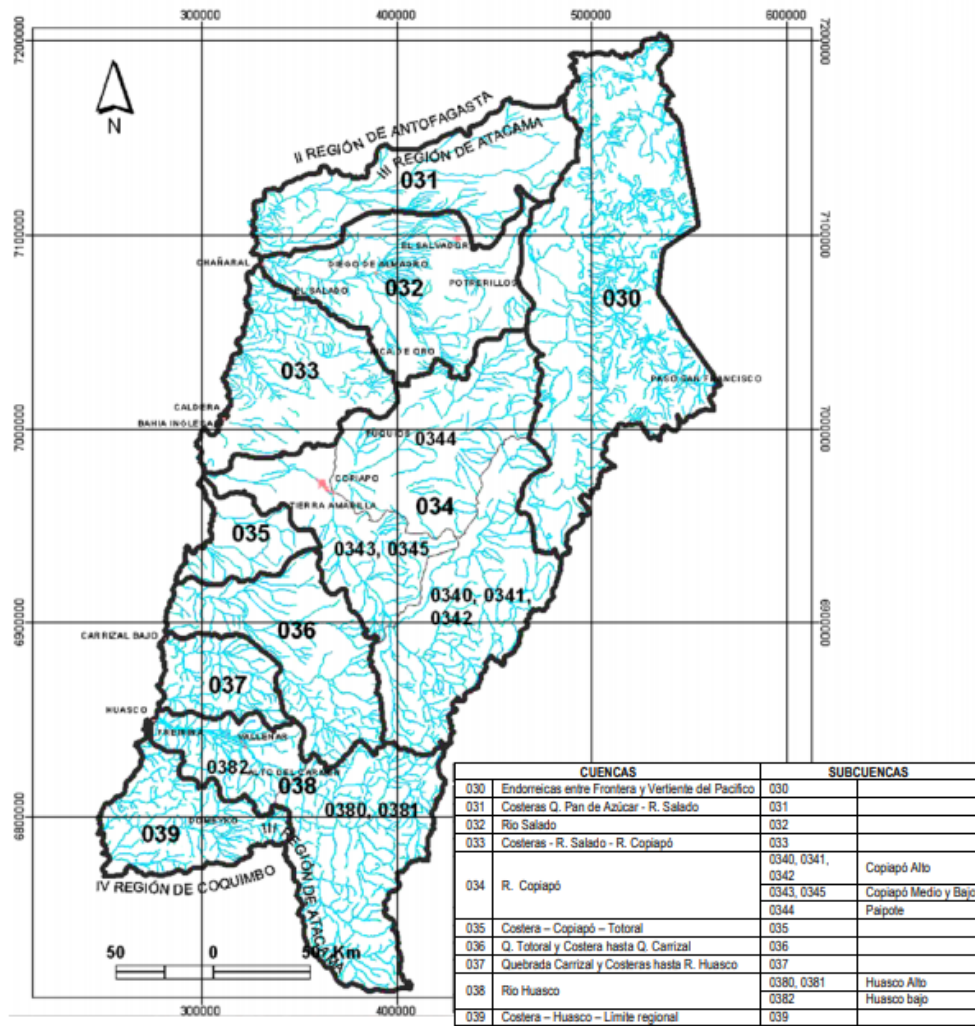 300000 400000 500000 600000
7200000 7200000
N
II REGIÓN DE ANTOFAGASTA
III REGIÓN DE ATACAMA
031
7100000 7100000
EL SALVADOR
CHAÑARAL
DIEGO DE ALMAGRO
POTRERILLOS
EL SALADO
032
030
033
PASO SAN FRANCISCO
CALDERA
BAHIA INGLESA
7000000 7000000
0344
COPIAPO
034
TIERRA AMARILLA
035
0343, 0345
0340, 0341,
0342
6900000 6900000
036
CARRIZAL BAJO
037
HUASCO
FREIRINA
VALLENAR
0382
ALTO DEL CARMEN
038
0380, 0381
6800000
DOMEYKO
039
III REGIÓN DE ATACAMA
IV REGIÓN DE COQUIMBO
50 0 50 Km
300000 400000
CUENCAS SUBCUENCAS
030 Endorreicas entre Frontera y Vertiente del Pacifico 030
031 Costeras Q. Pan de Azúcar - R. Salado 031
032 Rio Salado 032
033 Costeras - R. Salado - R. Copiapó 033
034 R. Copiapó 0340, 0341, 0342 Copiapó Alto
0343, 0345 Copiapó Medio y Bajo
0344 Paipote
035 Costera – Copiapó – Totoral 035
036 Q. Totoral y Costera hasta Q. Carrizal 036
037 Quebrada Carrizal y Costeras hasta R. Huasco 037
038 Rio Huasco 0380, 0381 Huasco Alto
0382 Huasco bajo
039 Costera – Huasco – Limite regional 039